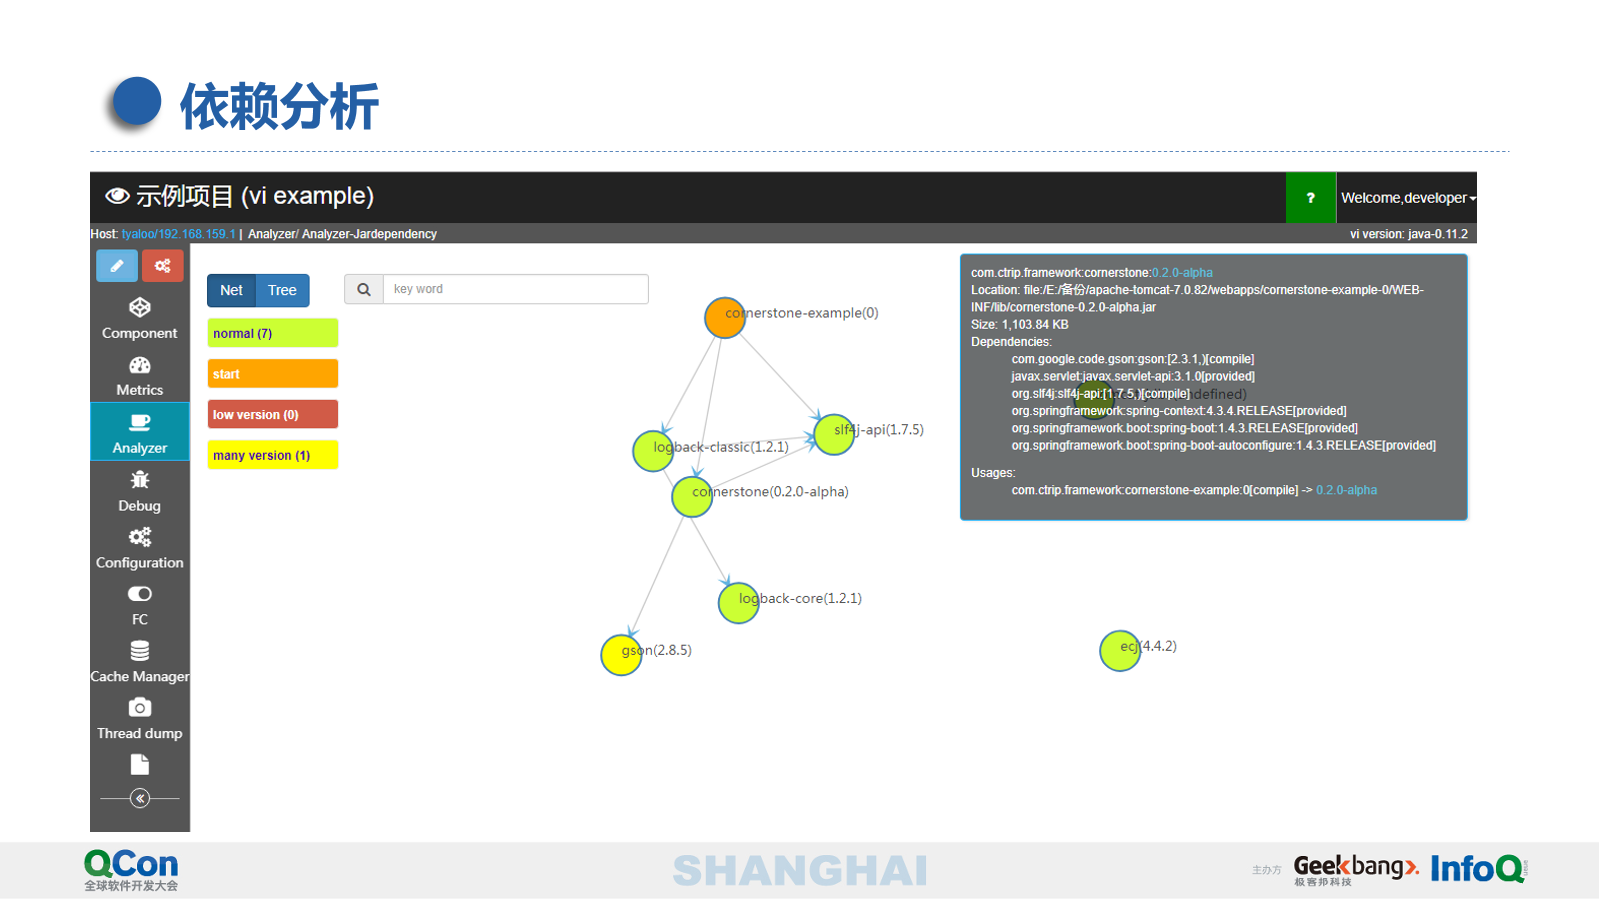 依赖分析
示例项目 (vi example)
?
Welcome,developer
Host: tyaloo/192.168.159.1 | Analyzer/ Analyzer-Jardependency
vi version: java-0.11.2
Component
Metrics
Analyzer
Debug
Configuration
FC
Cache Manager
Thread dump
Net
Tree
key word
normal (7)
start
low version (0)
many version (1)
cornerstone-example(0)
slf4j-api(1.7.5)
logback-classic(1.2.1)
cornerstone(0.2.0-alpha)
logback-core(1.2.1)
gson(2.8.5)
ecj(4.4.2)
com.ctrip.framework:cornerstone:0.2.0-alpha
Location: file:/E:/备份/apache-tomcat-7.0.82/webapps/cornerstone-example-0/WEB-
INF/lib/cornerstone-0.2.0-alpha.jar
Size: 1,103.84 KB
Dependencies:
com.google.code.gson:gson:[2.3.1,)[compile]
javax.servlet:javax.servlet-api:3.1.0[provided]
org.slf4j:slf4j-api:[1.7.5,)[compile]
org.springframework:spring-context:4.3.4.RELEASE[provided]
org.springframework.boot:spring-boot:1.4.3.RELEASE[provided]
org.springframework.boot:spring-boot-autoconfigure:1.4.3.RELEASE[provided]
Usages:
com.ctrip.framework:cornerstone-example:0[compile] -> 0.2.0-alpha
QCon
全球软件开发大会
SHANGHAI
主办方
Geekbang>.
极客邦科技
InfoQ